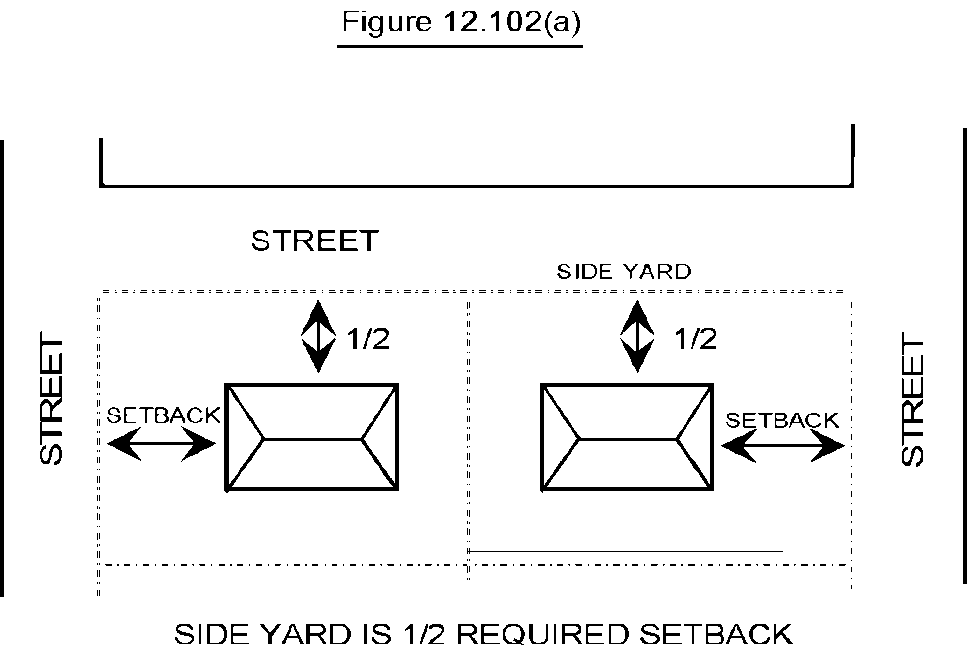 Figure 12.102(a)
STREET
SIDE YARD
1/2
1/2
STREET
SETBACK
SETBACK
STREET
SIDE YARD IS 1/2 REQUIRED SETBACK